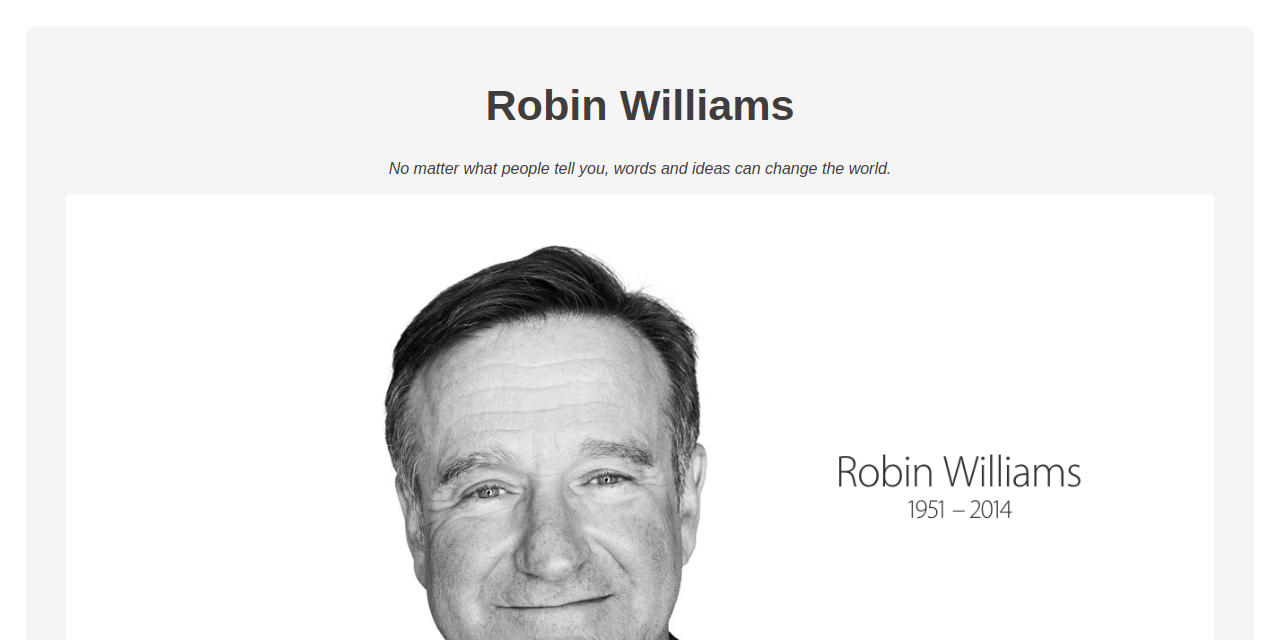 Robin Williams
No matter what people tell you, words and ideas can change the world.
Robin Williams
1951 – 2014